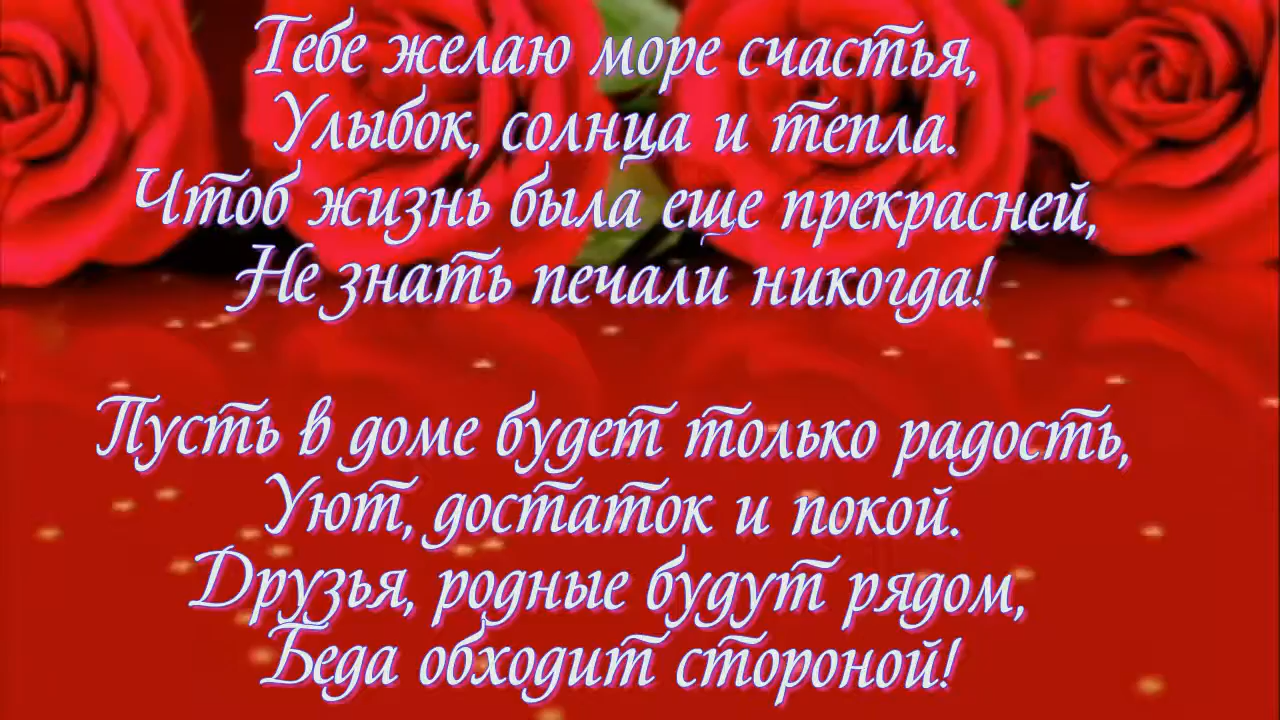 Тебе желаю море счастья,
Улыбок, солнца и тепла.
Чтоб жизнь была еще прекрасней,
Не знать печали никогда!
Пусть в доме будет только радость,
Уют, достаток и покой.
Друзья, родные будут рядом,
Беда обходит стороной!